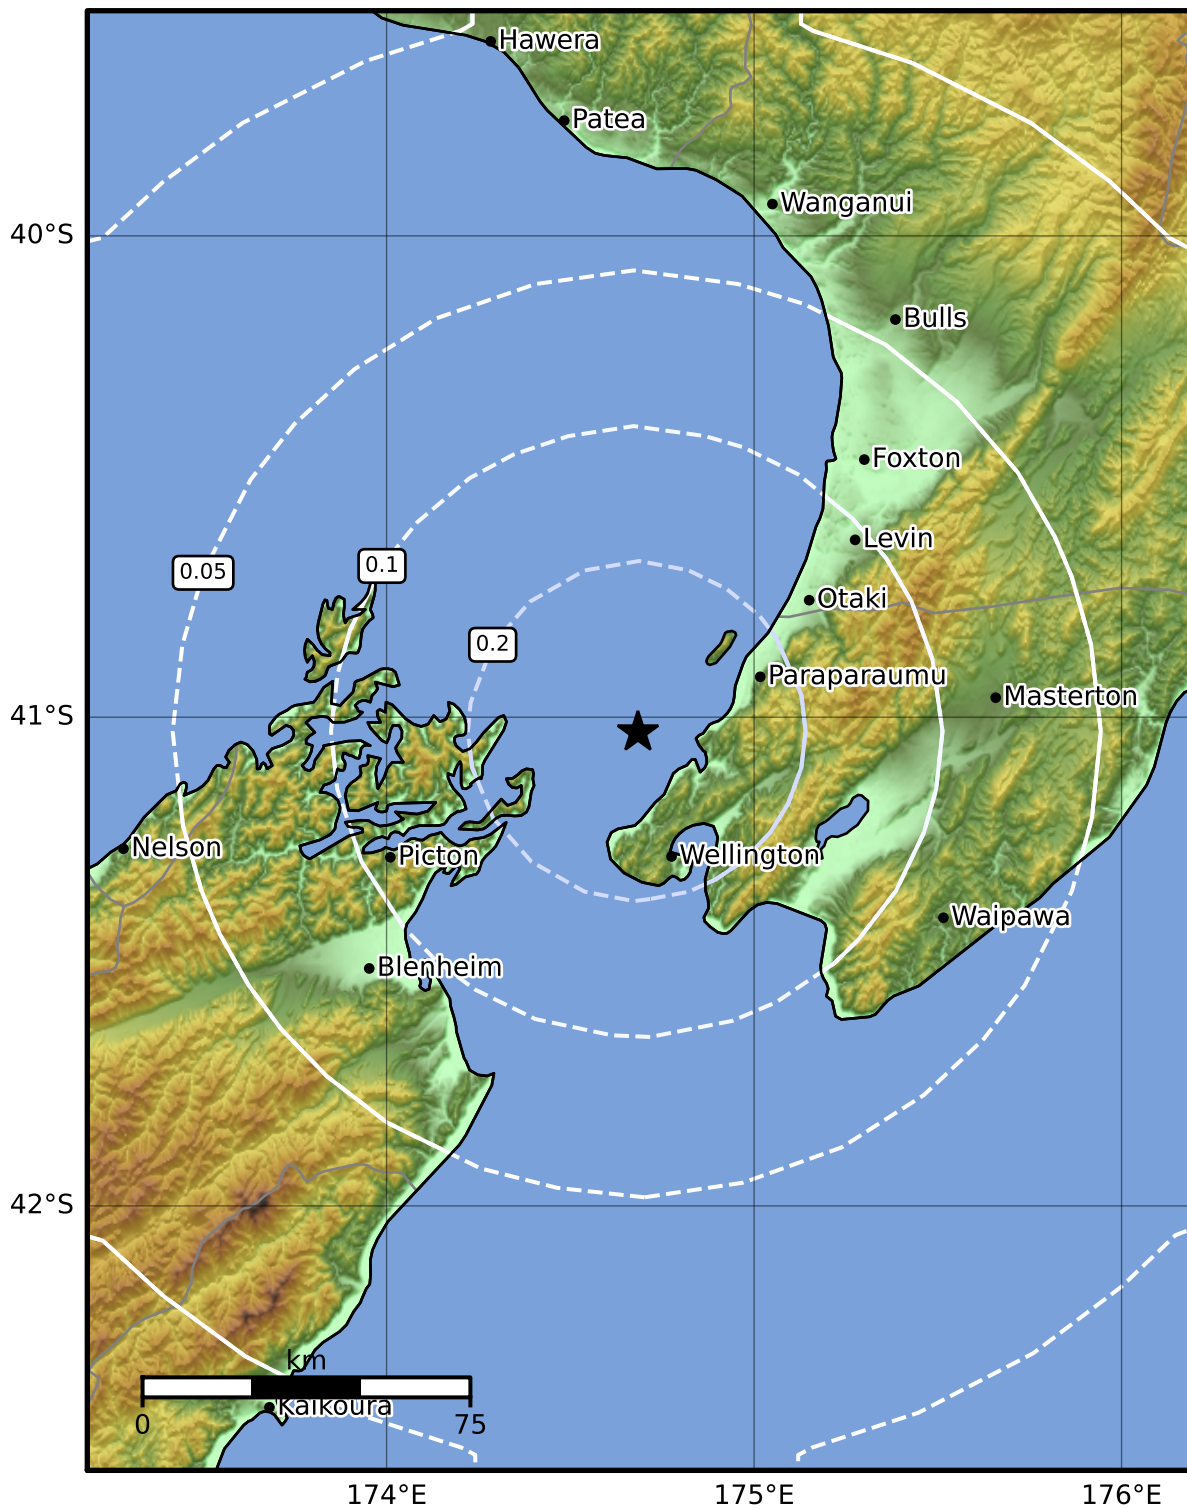 Hawera
Patea
Wanganui
40°S
Bulls
Foxton
Levin
0.05
0.1
Otaki
0.2
Paraparaumu
Masterton
41°S
Nelson
Picton
Wellington
Waipawa
Blenheim
42°S
km
Kaikoura
0
75
174°E
175°E
176°E